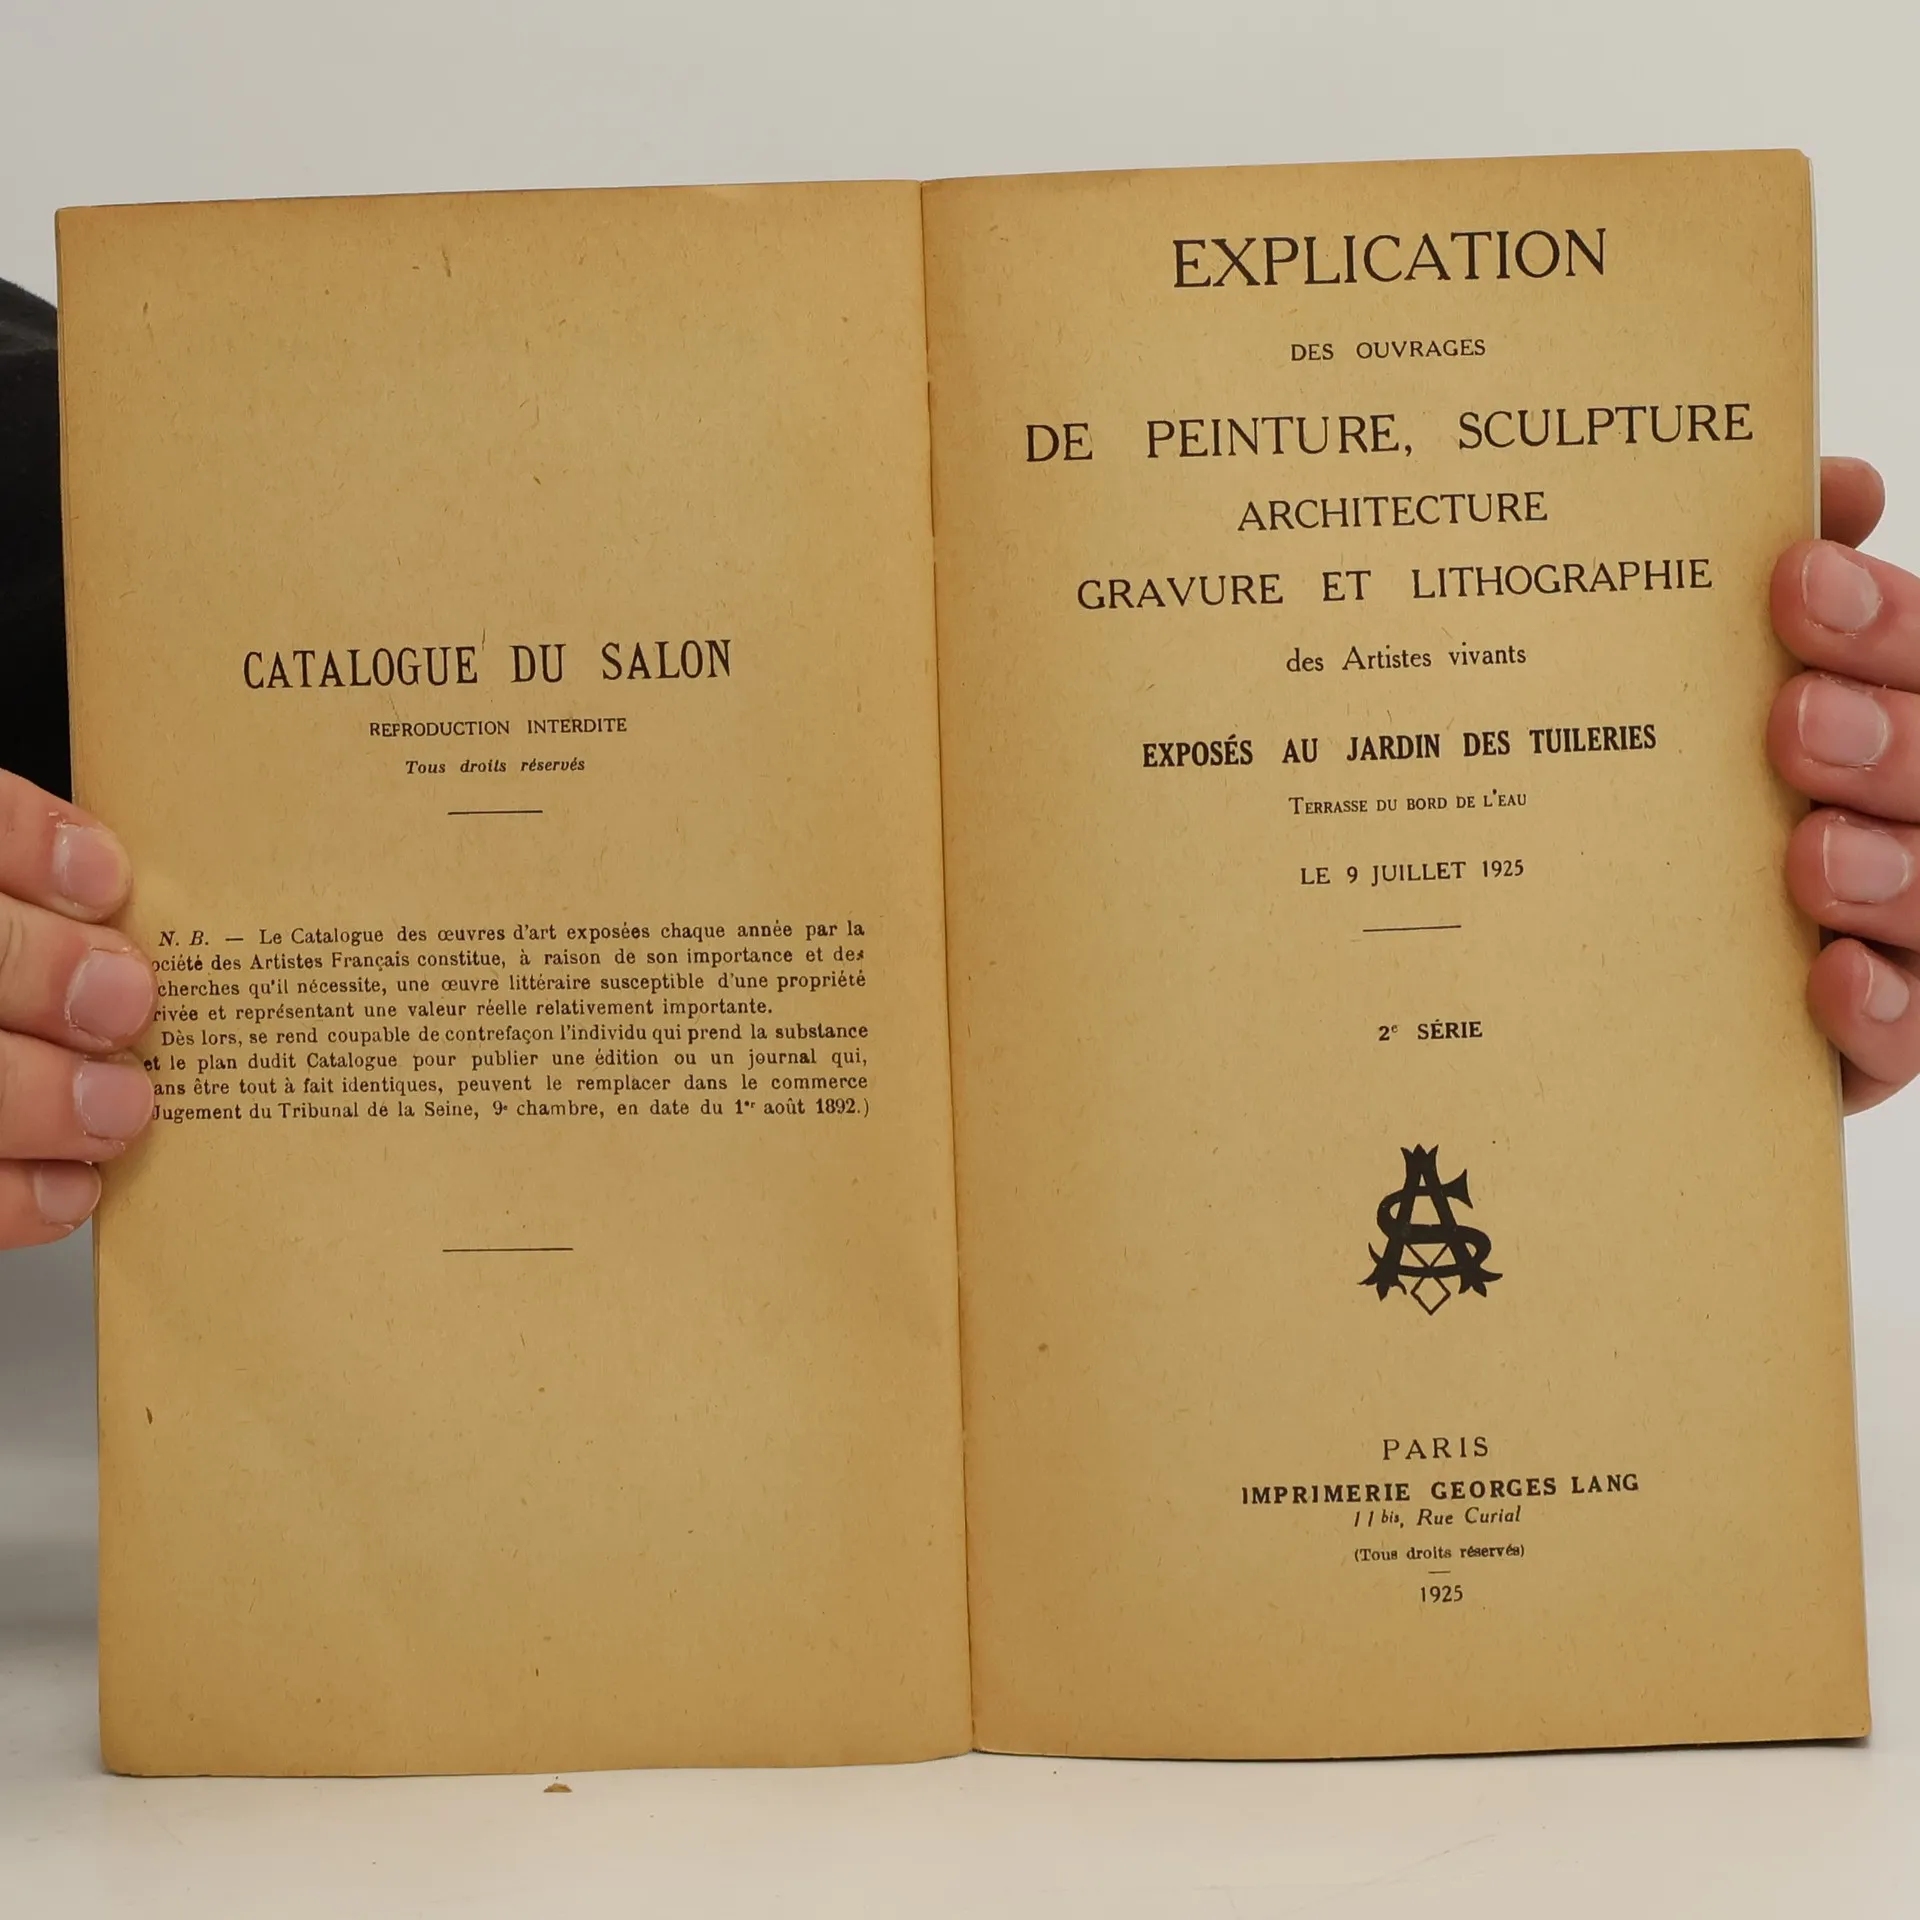 CATALOGUE DU SALON
REPRODUCTION INTERDITE
Tous droits réservés
N. B. — Le Catalogue des œuvres d'art exposées chaque année par la
ociété des Artistes Français constitue, à raison de son importance et des
cherches qu'il nécessite, une œuvre littéraire susceptible d'une propriété
rivée et représentant une valeur réelle relativement importante.
Dès lors, se rend coupable de contrefaçon l'individu qui prend la substance
et le plan dudit Catalogue pour publier une édition ou un journal qui,
ans être tout à fait identiques, peuvent le remplacer dans le commerce
Jugement du Tribunal de la Seine, 9e chambre, en date du 1er août 1892.)
EXPLICATION
DES OUVRAGES
DE PEINTURE, SCULPTURE
ARCHITECTURE
GRAVURE ET LITHOGRAPHIE
des Artistes vivants
EXPOSÉS AU JARDIN DES TUILERIES
TERRASSE DU BORD DE L'EAU
LE 9 JUILLET 1925
2e SÉRIE
PARIS
IMPRIMERIE GEORGES LANG
11 bis, Rue Curial
(Tous droits réservés)
1925